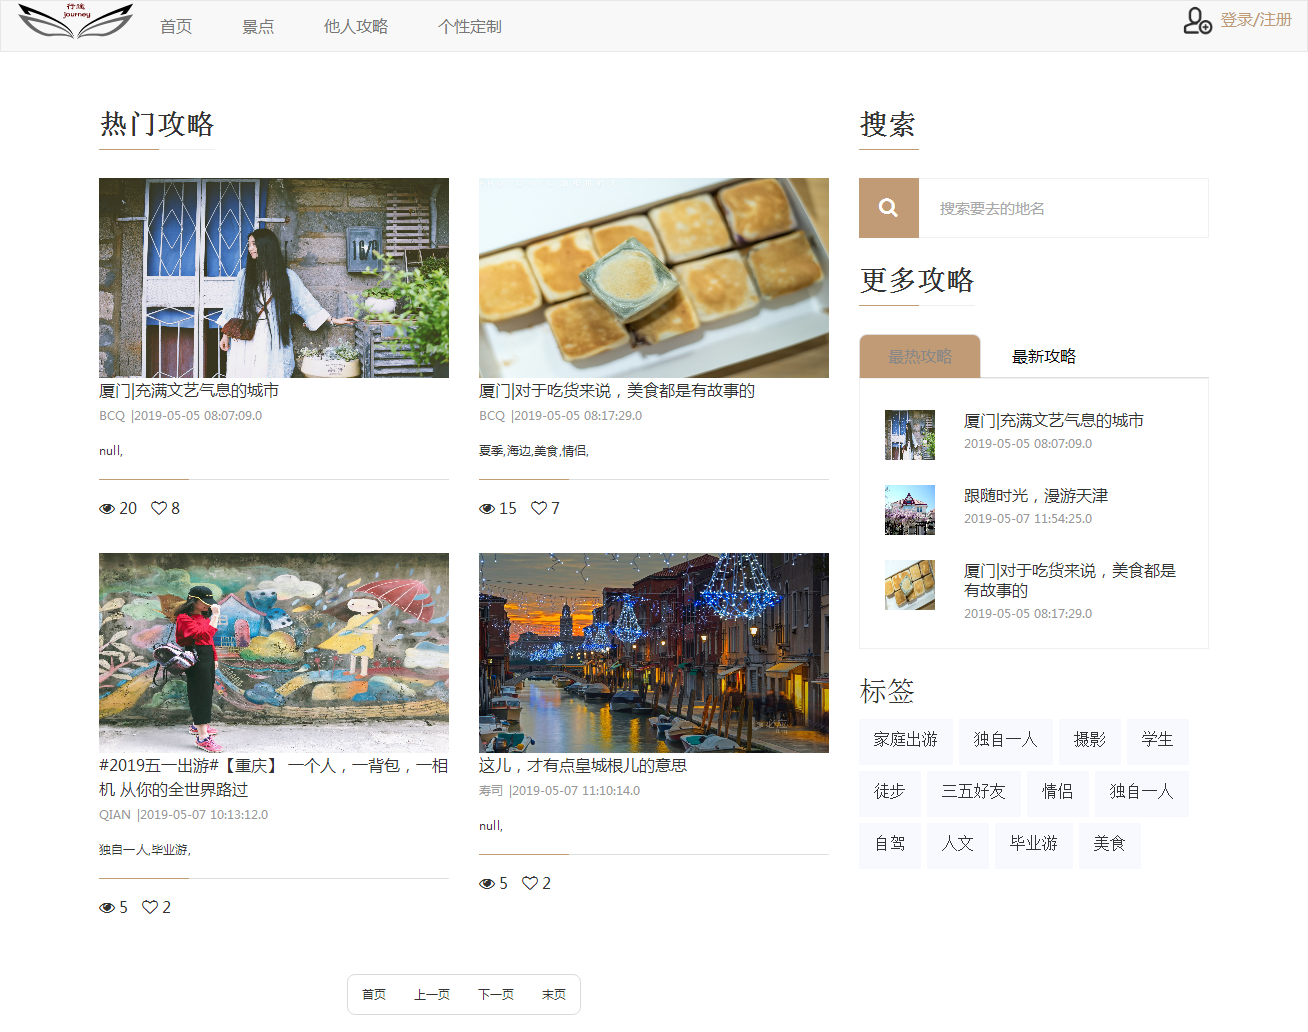 行途
journey
首页
景点
他人攻略
个性定制
登录/注册
热门攻略
厦门|充满文艺气息的城市
BCQ |2019-05-05 08:07:09.0
null,
20
8
厦门|对于吃货来说，美食都是有故事的
BCQ |2019-05-05 08:17:29.0
夏季,海边,美食,情侣,
15
7
#2019五一出游#【重庆】 一个人，一背包，一相
机 从你的全世界路过
QIAN |2019-05-07 10:13:12.0
独自一人,毕业游,
5
2
这儿，才有点皇城根儿的意思
寿司 |2019-05-07 11:10:14.0
null,
5
2
首页
上一页
下一页
末页
搜索
搜索要去的地名
更多攻略
最热攻略
最新攻略
厦门|充满文艺气息的城市
2019-05-05 08:07:09.0
跟随时光，漫游天津
2019-05-07 11:54:25.0
厦门|对于吃货来说，美食都是
有故事的
2019-05-05 08:17:29.0
标签
家庭出游
独自一人
摄影
学生
徒步
三五好友
情侣
独自一人
自驾
人文
毕业游
美食